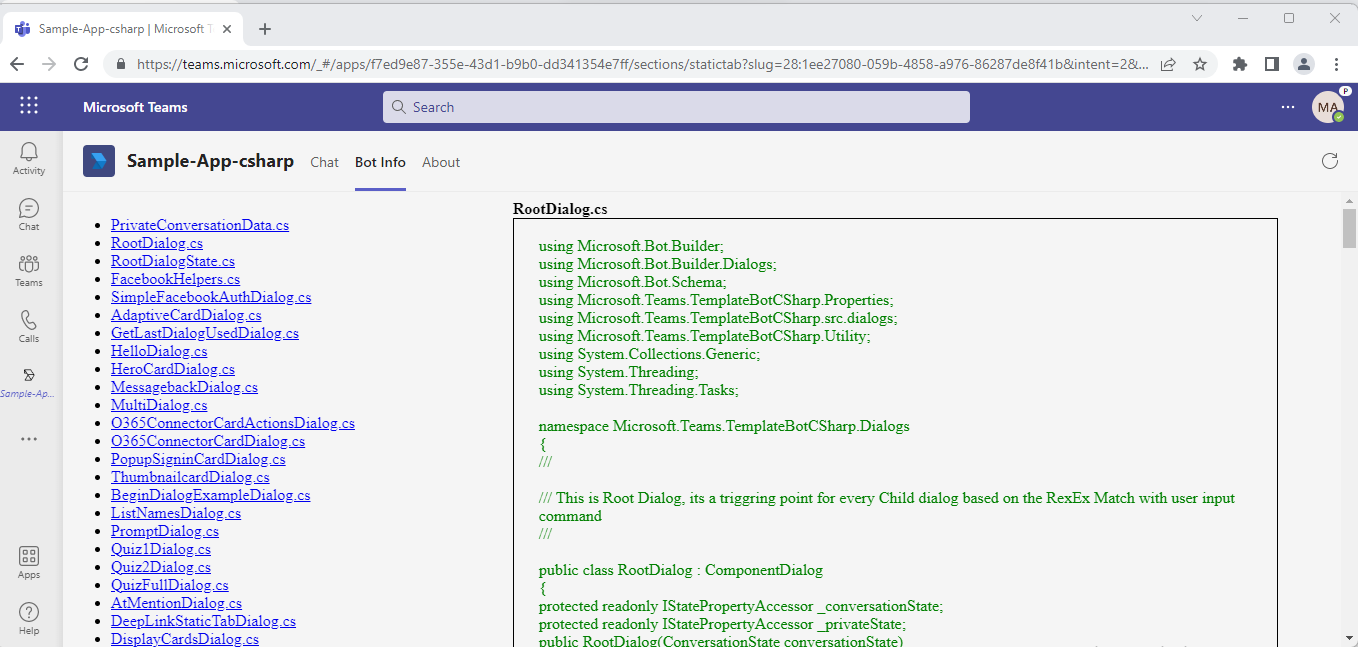 Sample-App-csharp | Microsoft T
https://teams.microsoft.com/_#/apps/f7ed9e87-355e-43d1-b9b0-dd341354e7ff/sections/statictab?slug=28:1ee27080-059b-4858-a976-86287de8f41b&intent=2&...
Microsoft Teams
Search
MA
P
Activity
Chat
Teams
Calls
Sample-Ap...
Apps
Help
Sample-App-csharp
Chat
Bot Info
About
PrivateConversationData.cs
RootDialog.cs
RootDialogState.cs
FacebookHelpers.cs
SimpleFacebookAuthDialog.cs
AdaptiveCardDialog.cs
GetLastDialogUsedDialog.cs
HelloDialog.cs
HeroCardDialog.cs
MessagebackDialog.cs
MultiDialog.cs
O365ConnectorCardActionsDialog.cs
O365ConnectorCardDialog.cs
PopupSigninCardDialog.cs
ThumbnailcardDialog.cs
BeginDialogExampleDialog.cs
ListNamesDialog.cs
PromptDialog.cs
Quiz1Dialog.cs
Quiz2Dialog.cs
QuizFullDialog.cs
AtMentionDialog.cs
DeepLinkStaticTabDialog.cs
DisplayCardsDialog.cs
RootDialog.cs
using Microsoft.Bot.Builder;
using Microsoft.Bot.Builder.Dialogs;
using Microsoft.Bot.Schema;
using Microsoft.Teams.TemplateBotCSharp.Properties;
using Microsoft.Teams.TemplateBotCSharp.src.dialogs;
using Microsoft.Teams.TemplateBotCSharp.Utility;
using System.Collections.Generic;
using System.Threading;
using System.Threading.Tasks;
namespace Microsoft.Teams.TemplateBotCSharp.Dialogs
{
///
/// This is Root Dialog, its a triggring point for every Child dialog based on the RexEx Match with user input
command
///
public class RootDialog : ComponentDialog
{
protected readonly IStatePropertyAccessor _conversationState;
protected readonly IStatePropertyAccessor _privateState;
public RootDialog(ConversationState conversationState)